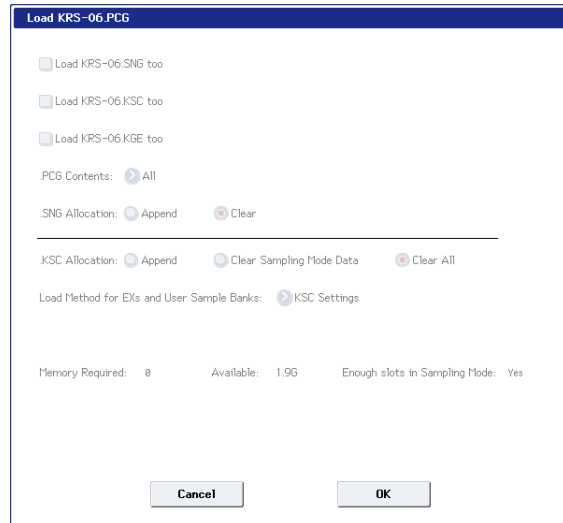 Load KRS-06.PCG
Load KRS-06.SNG too
Load KRS-06.KSC too
Load KRS-06.KGE too
.PCG Contents: All
.SNG Allocation: Append Clear
.KSC Allocation: Append Clear Sampling Mode Data Clear All
Load Method for EXs and User Sample Banks: KSC Settings
Memory Required: 0 Available: 1.9G Enough slots in Sampling Mode: Yes
Cancel OK